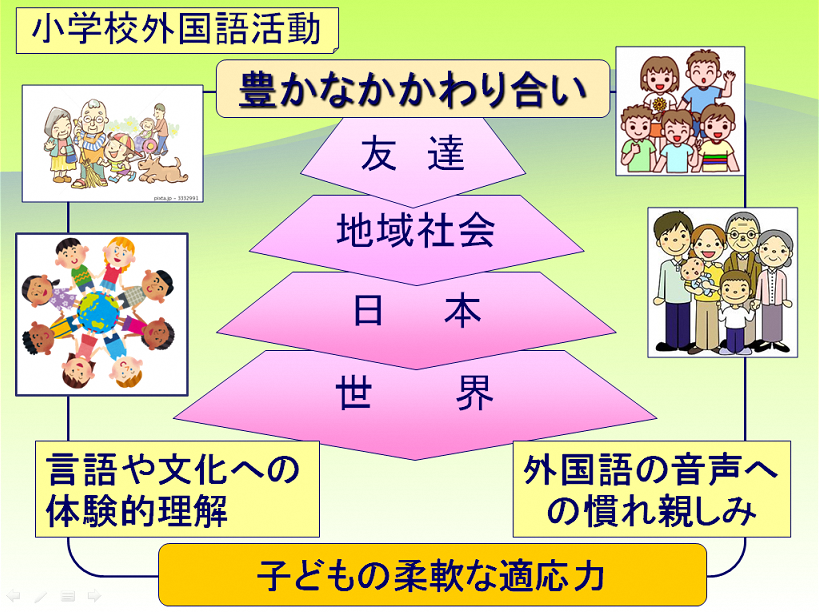 小学校外国語活動
豊かなかかわり合い
友 達
地域社会
日 本
世 界
pixta.jp - 3332991
言語や文化への
体験的理解
外国語の音声へ
の慣れ親しみ
子どもの柔軟な適応力